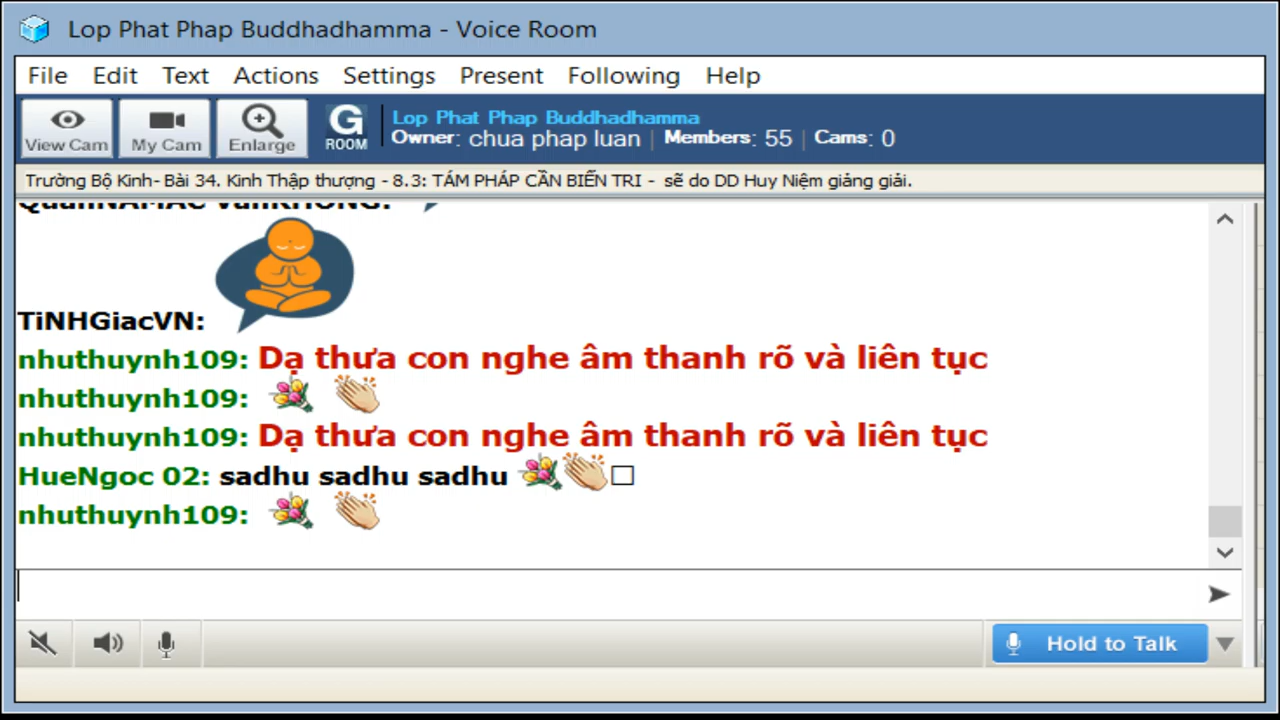 Lop Phat Phap Buddhadhamma - Voice Room
File Edit Text Actions Settings Present Following Help
View Cam My Cam Enlarge G ROOM
Lop Phat Phap Buddhadhamma
Owner: chua phap luan | Members: 55 | Cams: 0
Trường Bộ Kinh- Bài 34. Kinh Thập thượng - 8.3: TÁM PHÁP CẦN BIẾN TRI - sẽ do DD Huy Niệm giảng giải.
QuanNAMAC VanKHONG:
TiNHGiacVN:
nhuthuynh109: Dạ thưa con nghe âm thanh rõ và liên tục
nhuthuynh109:
nhuthuynh109: Dạ thưa con nghe âm thanh rõ và liên tục
HueNgoc 02: sadhu sadhu sadhu
nhuthuynh109:
Hold to Talk